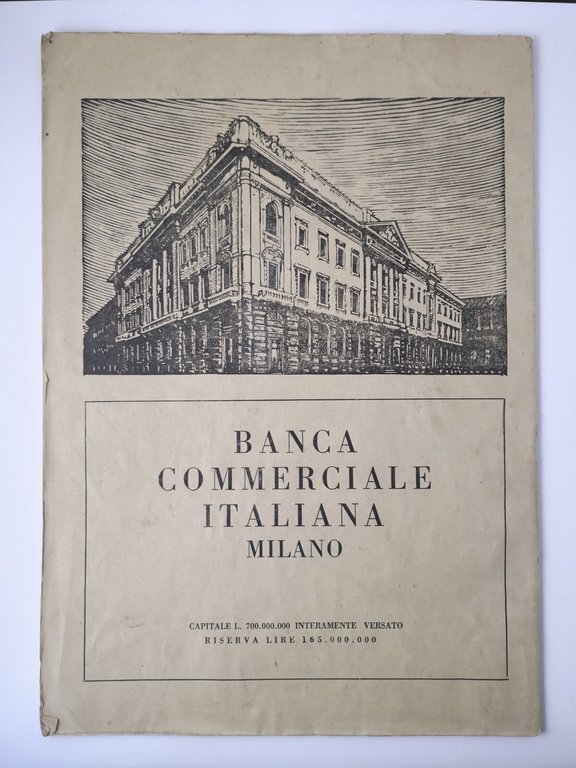 BANCA
COMMERCIALE
ITALIANA
MILANO
CAPITALE L. 700.000.000 INTERAMENTE VERSATO
RISERVA LIRE 165.000.000